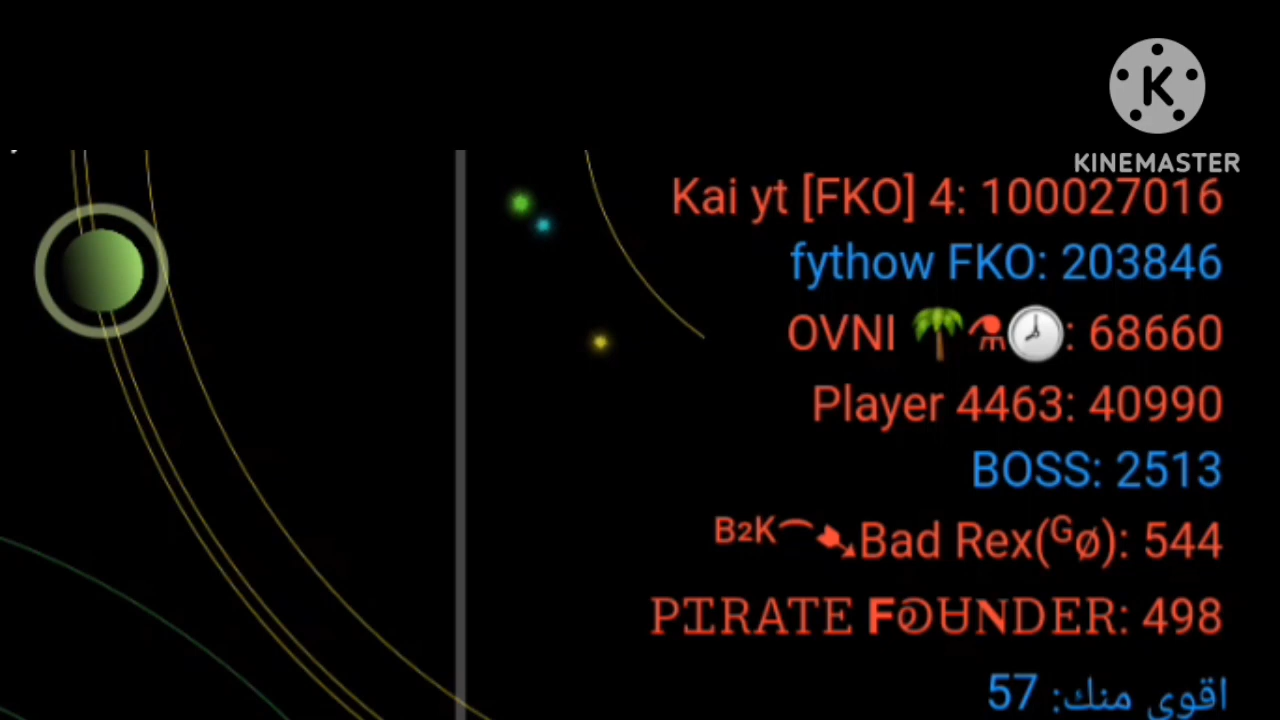 K
KINEMASTER
Kai yt [FKO] 4: 100027016
fythow FKO: 203846
OVNI 🌴⚗🕗: 68660
Player 4463: 40990
BOSS: 2513
ᴮ²ᴷ⁀➷Bad Rex(ᴳø): 544
PIRATE FOUNDER: 498
اقوى منك: 57